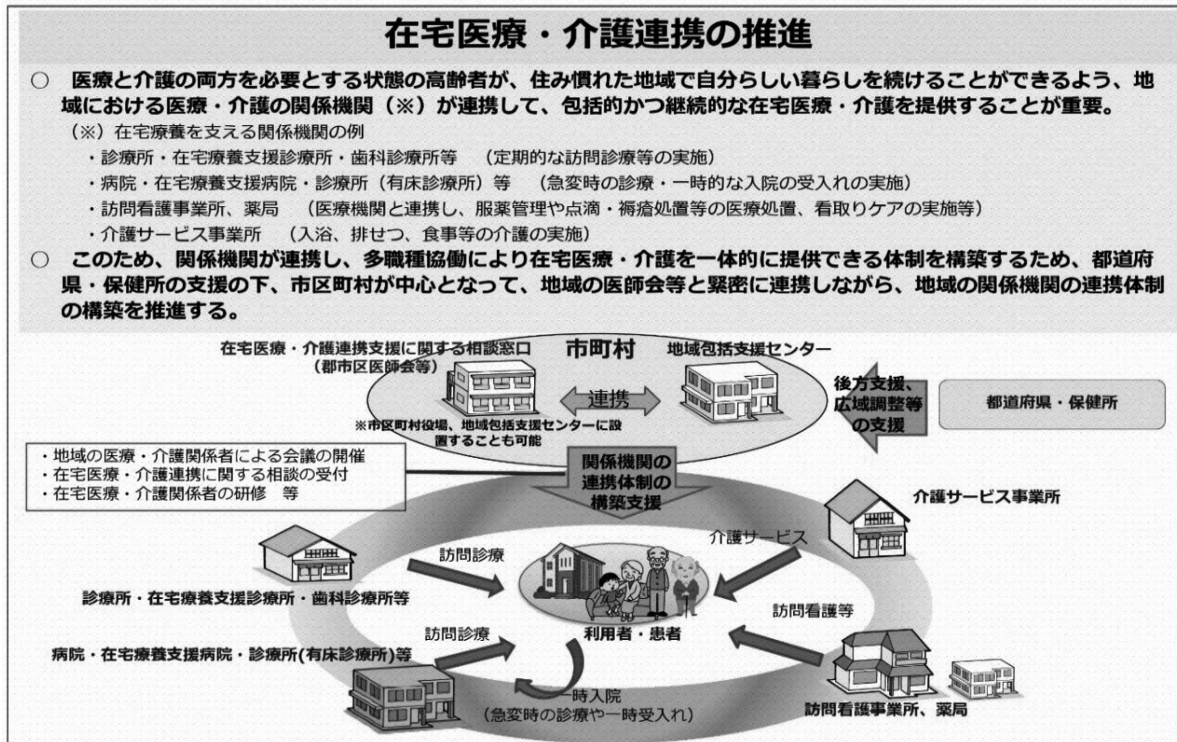 在宅医療・介護連携の推進
○ 医療と介護の両方を必要とする状態の高齢者が、住み慣れた地域で自分らしい暮らしを続けることができるよう、地
域における医療・介護の関係機関（※）が連携して、包括的かつ継続的な在宅医療・介護を提供することが重要。
（※）在宅療養を支える関係機関の例
・診療所・在宅療養支援診療所・歯科診療所等 （定期的な訪問診療等の実施）
・病院・在宅療養支援病院・診療所（有床診療所）等 （急変時の診療・一時的な入院の受入れの実施）
・訪問看護事業所、薬局 （医療機関と連携し、服薬管理や点滴・褥瘡処置等の医療処置、看取りケアの実施等）
・介護サービス事業所 （入浴、排せつ、食事等の介護の実施）
○ このため、関係機関が連携し、多職種協働により在宅医療・介護を一体的に提供できる体制を構築するため、都道府
県・保健所の支援の下、市区町村が中心となって、地域の医師会等と緊密に連携しながら、地域の関係機関の連携体制
の構築を推進する。
在宅医療・介護連携支援に関する相談窓口
（郡市区医師会等）
市町村
地域包括支援センター
連携
※市区町村役場、地域包括支援センターに設
置することも可能
後方支援、
広域調整等
の支援
都道府県・保健所
・地域の医療・介護関係者による会議の開催
・在宅医療・介護連携に関する相談の受付
・在宅医療・介護関係者の研修 等
関係機関の
連携体制の
構築支援
介護サービス事業所
訪問診療
介護サービス
診療所・在宅療養支援診療所・歯科診療所等
利用者・患者
訪問看護等
訪問診療
病院・在宅療養支援病院・診療所(有床診療所)等
一時入院
（急変時の診療や一時受入れ）
訪問看護事業所、薬局